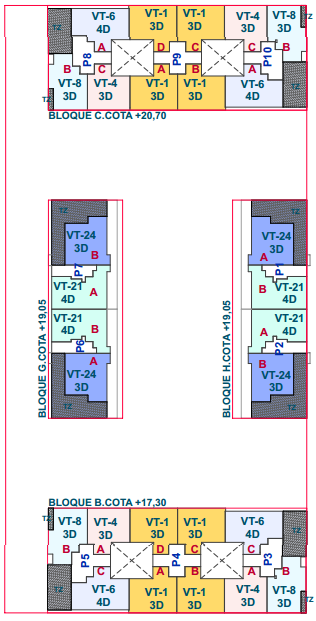 VT-6 4D VT-1 3D VT-1 3D VT-4 3D VT-8 3D TZ
A D C C B
P8 P9 P10
B C A B A
VT-8 3D VT-4 3D VT-1 3D VT-1 3D VT-6 4D
TZ
BLOQUE C.COTA +20,70
TZ TZ
VT-24 3D VT-24 3D
B A
P7 P1
A B
VT-21 4D VT-21 4D
BLOQUE G.COTA +19,05 BLOQUE H.COTA +19,05
VT-21 4D VT-21 4D
B A
P6 P2
A B
VT-24 3D VT-24 3D
TZ TZ
BLOQUE B.COTA +17,30
TZ VT-8 3D VT-4 3D VT-1 3D VT-1 3D VT-6 4D TZ
B A D C C
P5 P4 P3
C A B A B
VT-6 4D VT-1 3D VT-1 3D VT-4 3D VT-8 3D
TZ TZ